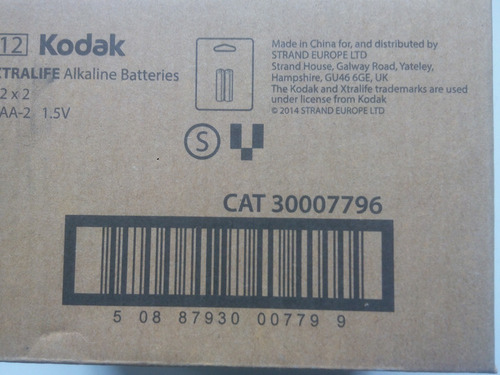 12 Kodak
XTRALIFE Alkaline Batteries
2 x 2
AA-2 1.5V
Made in China for, and distributed by
STRAND EUROPE LTD
Strand House, Galway Road, Yateley,
Hampshire, GU46 6GE, UK
The Kodak and Xtralife trademarks are used
under license from Kodak
© 2014 STRAND EUROPE LTD
S
CAT 30007796
5 08 87930 00779 9